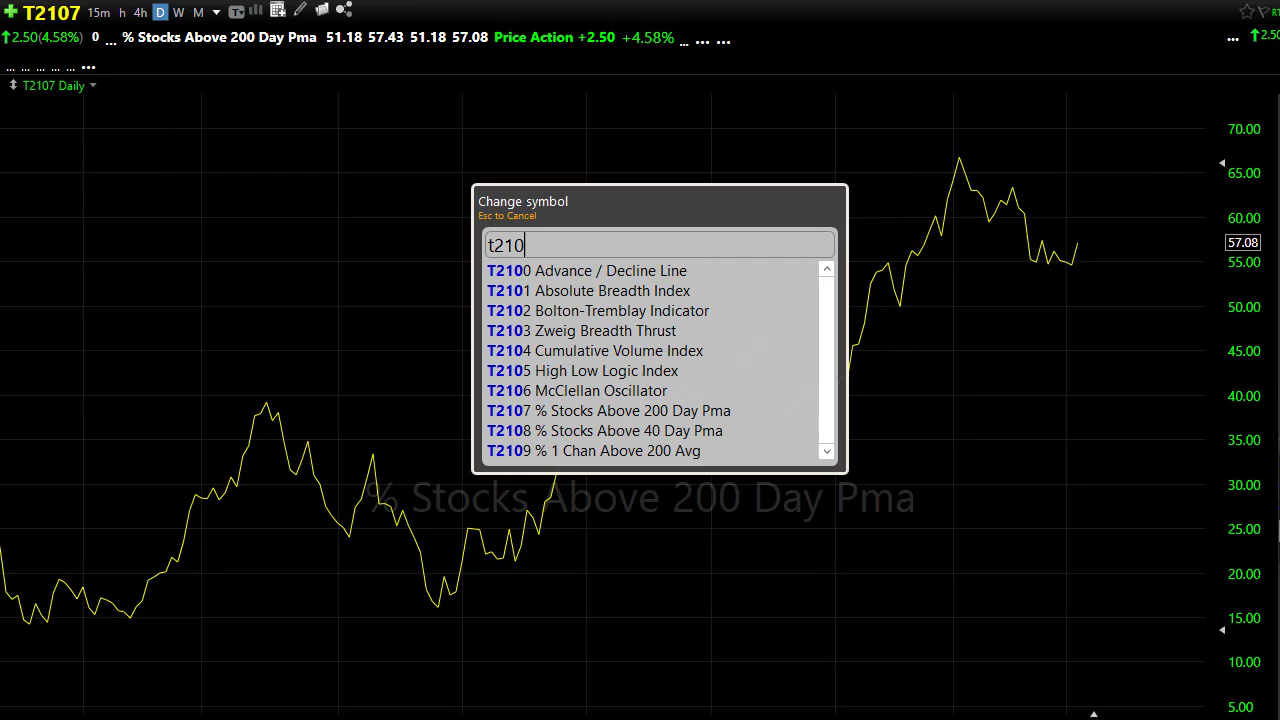 T2107 15m h 4h D W M T
2.50(4.58%) 0 ... % Stocks Above 200 Day Pma 51.18 57.43 51.18 57.08 Price Action +2.50 +4.58% ... ... ... ... 2.50
... ... ... ... ... ...
T2107 Daily
Change symbol
Esc to Cancel
t210
T2100 Advance / Decline Line
T2101 Absolute Breadth Index
T2102 Bolton-Tremblay Indicator
T2103 Zweig Breadth Thrust
T2104 Cumulative Volume Index
T2105 High Low Logic Index
T2106 McClellan Oscillator
T2107 % Stocks Above 200 Day Pma
T2108 % Stocks Above 40 Day Pma
T2109 % 1 Chan Above 200 Avg
% Stocks Above 200 Day Pma
70.00
65.00
60.00
57.08
55.00
50.00
45.00
40.00
35.00
30.00
25.00
20.00
15.00
10.00
5.00